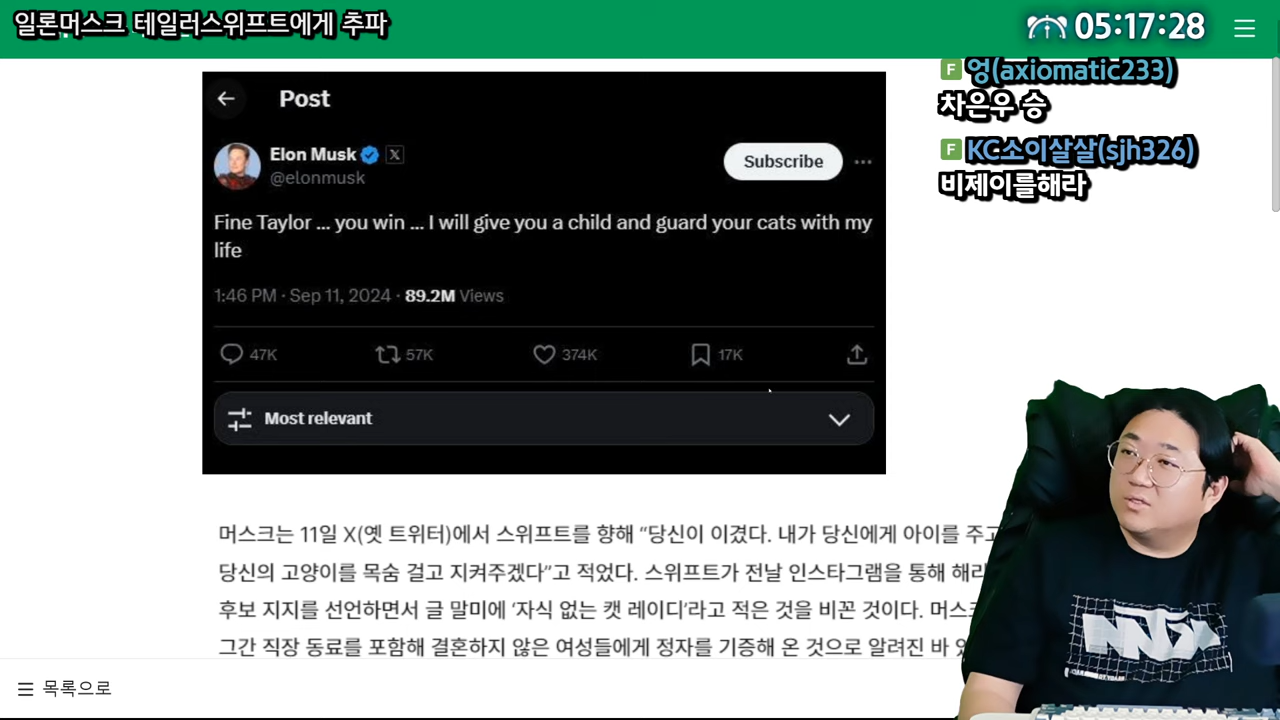 일론머스크 테일러스위프트에게 추파
05:17:28
F 엉(axiomatic233)
차은우 승
F KC소이살살(sjh326)
비제이를해라
Post
Elon Musk X
@elonmusk
Subscribe
Fine Taylor ... you win ... I will give you a child and guard your cats with my
life
1:46 PM · Sep 11, 2024 · 89.2M Views
47K 57K 374K 17K
Most relevant
머스크는 11일 X(옛 트위터)에서 스위프트를 향해 “당신이 이겼다. 내가 당신에게 아이를 주고
당신의 고양이를 목숨 걸고 지켜주겠다”고 적었다. 스위프트가 전날 인스타그램을 통해 해리
후보 지지를 선언하면서 글 말미에 ‘자식 없는 캣 레이디’라고 적은 것을 비꼰 것이다. 머스크
그간 직장 동료를 포함해 결혼하지 않은 여성들에게 정자를 기증해 온 것으로 알려진 바
목록으로